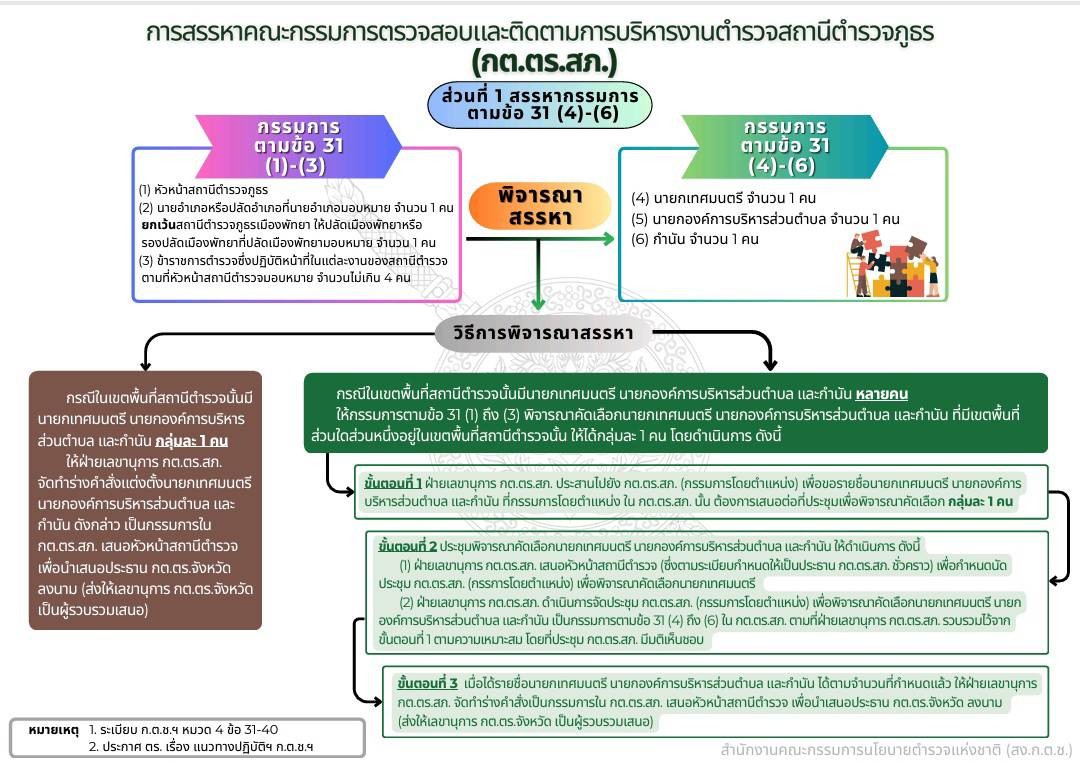 การสรรหาคณะกรรมการตรวจสอบและติดตามการบริหารงานตำรวจสถานีตำรวจภูธร
(กต.ตร.สภ.)
ส่วนที่ 1 สรรหากรรมการ
ตามข้อ 31 (4)-(6)
กรรมการ
ตามข้อ 31
(1)-(3)
(1) หัวหน้าสถานีตำรวจภูธร
(2) นายอำเภอหรือปลัดอำเภอที่นายอำเภอมอบหมาย จำนวน 1 คน
ยกเว้นสถานีตำรวจภูธรเมืองพัทยา ให้ปลัดเมืองพัทยาหรือ
รองปลัดเมืองพัทยาที่ปลัดเมืองพัทยามอบหมาย จำนวน 1 คน
(3) ข้าราชการตำรวจซึ่งปฏิบัติหน้าที่ในแต่ละงานของสถานีตำรวจ
ตามที่หัวหน้าสถานีตำรวจมอบหมาย จำนวนไม่เกิน 4 คน
พิจารณา
สรรหา
กรรมการ
ตามข้อ 31
(4)-(6)
(4) นายกเทศมนตรี จำนวน 1 คน
(5) นายกองค์การบริหารส่วนตำบล จำนวน 1 คน
(6) กำนัน จำนวน 1 คน
วิธีการพิจารณาสรรหา
กรณีในเขตพื้นที่สถานีตำรวจนั้นมี
นายกเทศมนตรี นายกองค์การบริหาร
ส่วนตำบล และกำนัน กลุ่มละ 1 คน
ให้ฝ่ายเลขานุการ กต.ตร.สภ.
จัดทำร่างคำสั่งแต่งตั้งนายกเทศมนตรี
นายกองค์การบริหารส่วนตำบล และ
กำนัน ดังกล่าว เป็นกรรมการใน
กต.ตร.สภ. เสนอหัวหน้าสถานีตำรวจ
เพื่อนำเสนอประธาน กต.ตร.จังหวัด
ลงนาม (ส่งให้เลขานุการ กต.ตร.จังหวัด
เป็นผู้รวบรวมเสนอ)
กรณีในเขตพื้นที่สถานีตำรวจนั้นมีนายกเทศมนตรี นายกองค์การบริหารส่วนตำบล และกำนัน หลายคน
ให้กรรมการตามข้อ 31 (1) ถึง (3) พิจารณาคัดเลือกนายกเทศมนตรี นายกองค์การบริหารส่วนตำบล และกำนัน ที่มีเขตพื้นที่
ส่วนใดส่วนหนึ่งอยู่ในเขตพื้นที่สถานีตำรวจนั้น ให้ได้กลุ่มละ 1 คน โดยดำเนินการ ดังนี้
ขั้นตอนที่ 1 ฝ่ายเลขานุการ กต.ตร.สภ. ประสานไปยัง กต.ตร.สภ. (กรรมการโดยตำแหน่ง) เพื่อขอรายชื่อนายกเทศมนตรี นายกองค์การ
บริหารส่วนตำบล และกำนัน ที่กรรมการโดยตำแหน่ง ใน กต.ตร.สภ. นั้น ต้องการเสนอต่อที่ประชุมเพื่อพิจารณาคัดเลือก กลุ่มละ 1 คน
ขั้นตอนที่ 2 ประชุมพิจารณาคัดเลือกนายกเทศมนตรี นายกองค์การบริหารส่วนตำบล และกำนัน ให้ดำเนินการ ดังนี้
(1) ฝ่ายเลขานุการ กต.ตร.สภ. เสนอหัวหน้าสถานีตำรวจ (ซึ่งตามระเบียบกำหนดให้เป็นประธาน กต.ตร.สภ. ชั่วคราว) เพื่อกำหนดนัด
ประชุม กต.ตร.สภ. (กรรการโดยตำแหน่ง) เพื่อพิจารณาคัดเลือกนายกเทศมนตรี
(2) ฝ่ายเลขานุการ กต.ตร.สภ. ดำเนินการจัดประชุม กต.ตร.สภ. (กรรมการโดยตำแหน่ง) เพื่อพิจารณาคัดเลือกนายกเทศมนตรี นายก
องค์การบริหารส่วนตำบล และกำนัน เป็นกรรมการตามข้อ 31 (4) ถึง (6) ใน กต.ตร.สภ. ตามที่ฝ่ายเลขานุการ กต.ตร.สภ. รวบรวมไว้จาก
ขั้นตอนที่ 1 ตามความเหมาะสม โดยที่ประชุม กต.ตร.สภ. มีมติเห็นชอบ
ขั้นตอนที่ 3 เมื่อได้รายชื่อนายกเทศมนตรี นายกองค์การบริหารส่วนตำบล และกำนัน ได้ตามจำนวนที่กำหนดแล้ว ให้ฝ่ายเลขานุการ
กต.ตร.สภ. จัดทำร่างคำสั่งเป็นกรรมการใน กต.ตร.สภ. เสนอหัวหน้าสถานีตำรวจ เพื่อนำเสนอประธาน กต.ตร.จังหวัด ลงนาม
(ส่งให้เลขานุการ กต.ตร.จังหวัด เป็นผู้รวบรวมเสนอ)
หมายเหตุ 1. ระเบียบ ก.ต.ช.ฯ หมวด 4 ข้อ 31-40
2. ประกาศ ตร. เรื่อง แนวทางปฏิบัติฯ ก.ต.ช.ฯ
สำนักงานคณะกรรมการนโยบายตำรวจแห่งชาติ (สง.ก.ต.ช.)